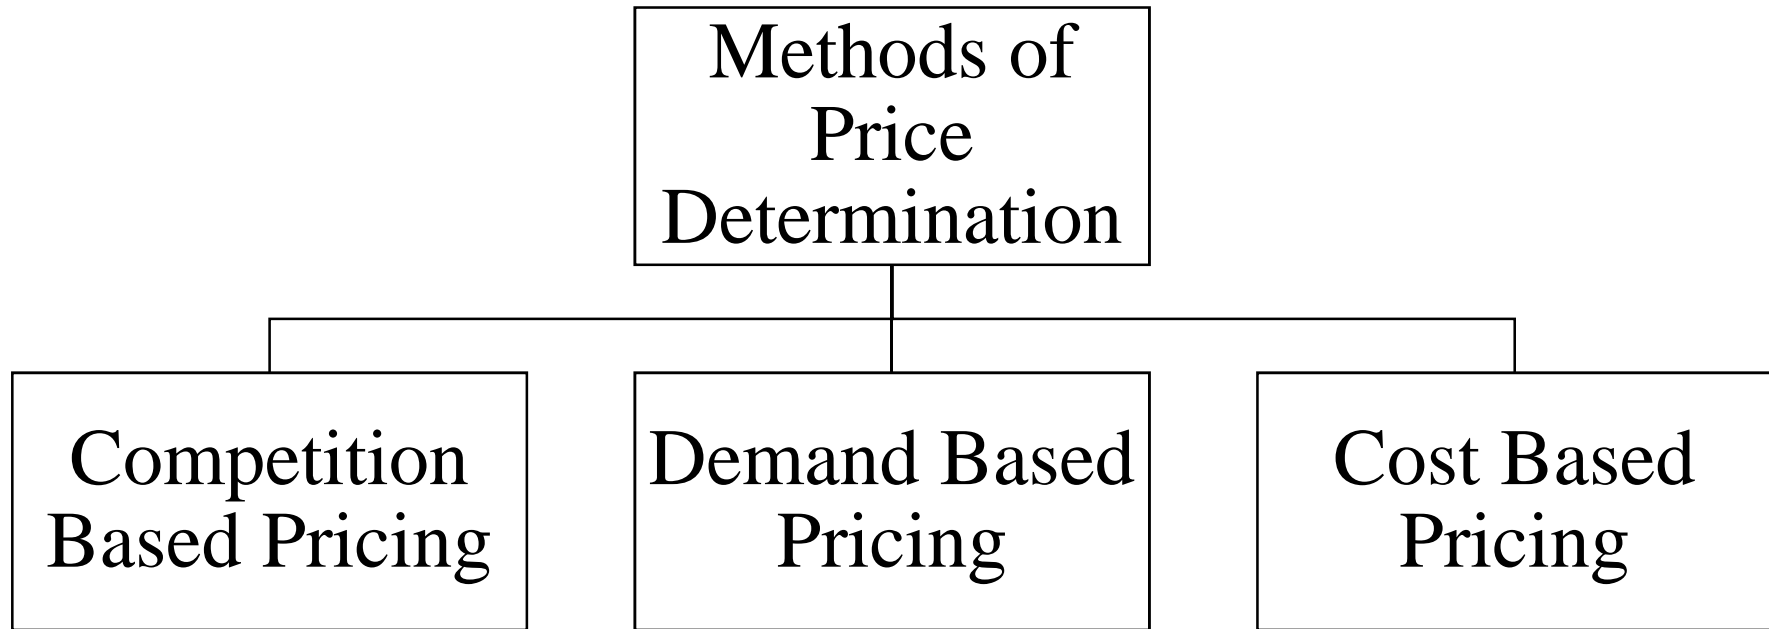 Methods of
Price
Determination
Competition
Based Pricing
Demand Based
Pricing
Cost Based
Pricing